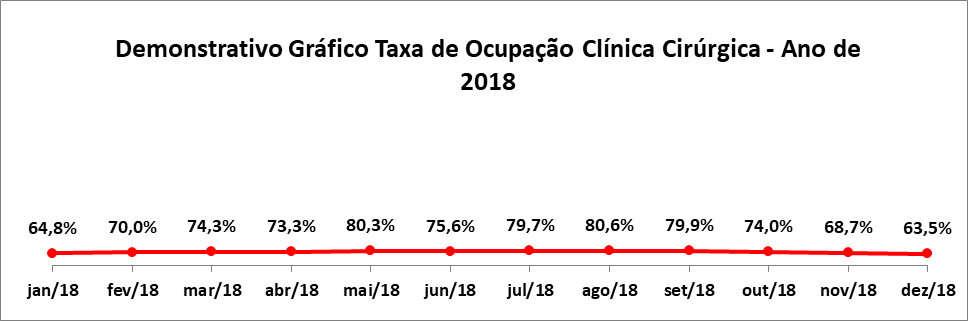 Demonstrativo Gráfico Taxa de Ocupação Clínica Cirúrgica - Ano de
2018
64,8% 70,0% 74,3% 73,3% 80,3% 75,6% 79,7% 80,6% 79,9% 74,0% 68,7% 63,5%
jan/18 fev/18 mar/18 abr/18 mai/18 jun/18 jul/18 ago/18 set/18 out/18 nov/18 dez/18